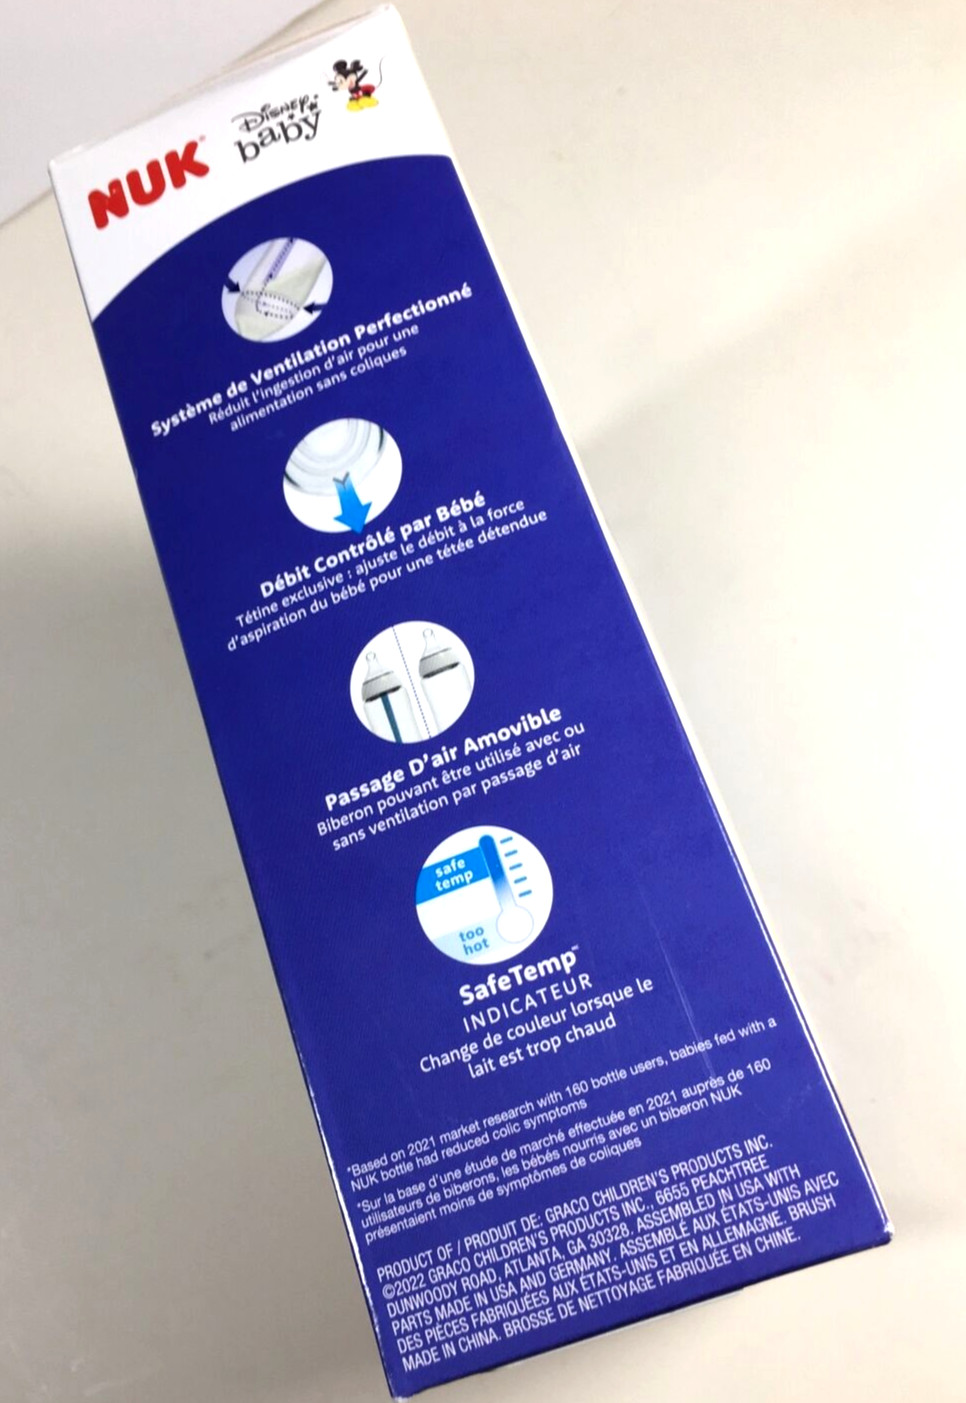 NUK
Disney
baby
Système de Ventilation Perfectionné
Réduit l'ingestion d'air pour une
alimentation sans coliques
Débit Contrôlé par Bébé
Tétine exclusive : ajuste le débit à la force
d'aspiration du bébé pour une tétée détendue
Passage D'air Amovible
Biberon pouvant être utilisé avec ou
sans ventilation par passage d'air
safe
temp
too
hot
SafeTemp™
INDICATEUR
Change de couleur lorsque le
lait est trop chaud
*Based on 2021 market research with 160 bottle users, babies fed with a
NUK bottle had reduced colic symptoms
*Sur la base d'une étude de marché effectuée en 2021 auprès de 160
utilisateurs de biberons, les bébés nourris avec un biberon NUK
présentaient moins de symptômes de coliques
PRODUCT OF / PRODUIT DE: GRACO CHILDREN'S PRODUCTS INC.
©2022 GRACO CHILDREN'S PRODUCTS INC., 6655 PEACHTREE
DUNWOODY ROAD, ATLANTA, GA 30328, ASSEMBLED IN USA WITH
PARTS MADE IN USA AND GERMANY. ASSEMBLÉ AUX ÉTATS-UNIS AVEC
DES PIÈCES FABRIQUÉES AUX ÉTATS-UNIS ET EN ALLEMAGNE. BRUSH
MADE IN CHINA. BROSSE DE NETTOYAGE FABRIQUÉE EN CHINE.